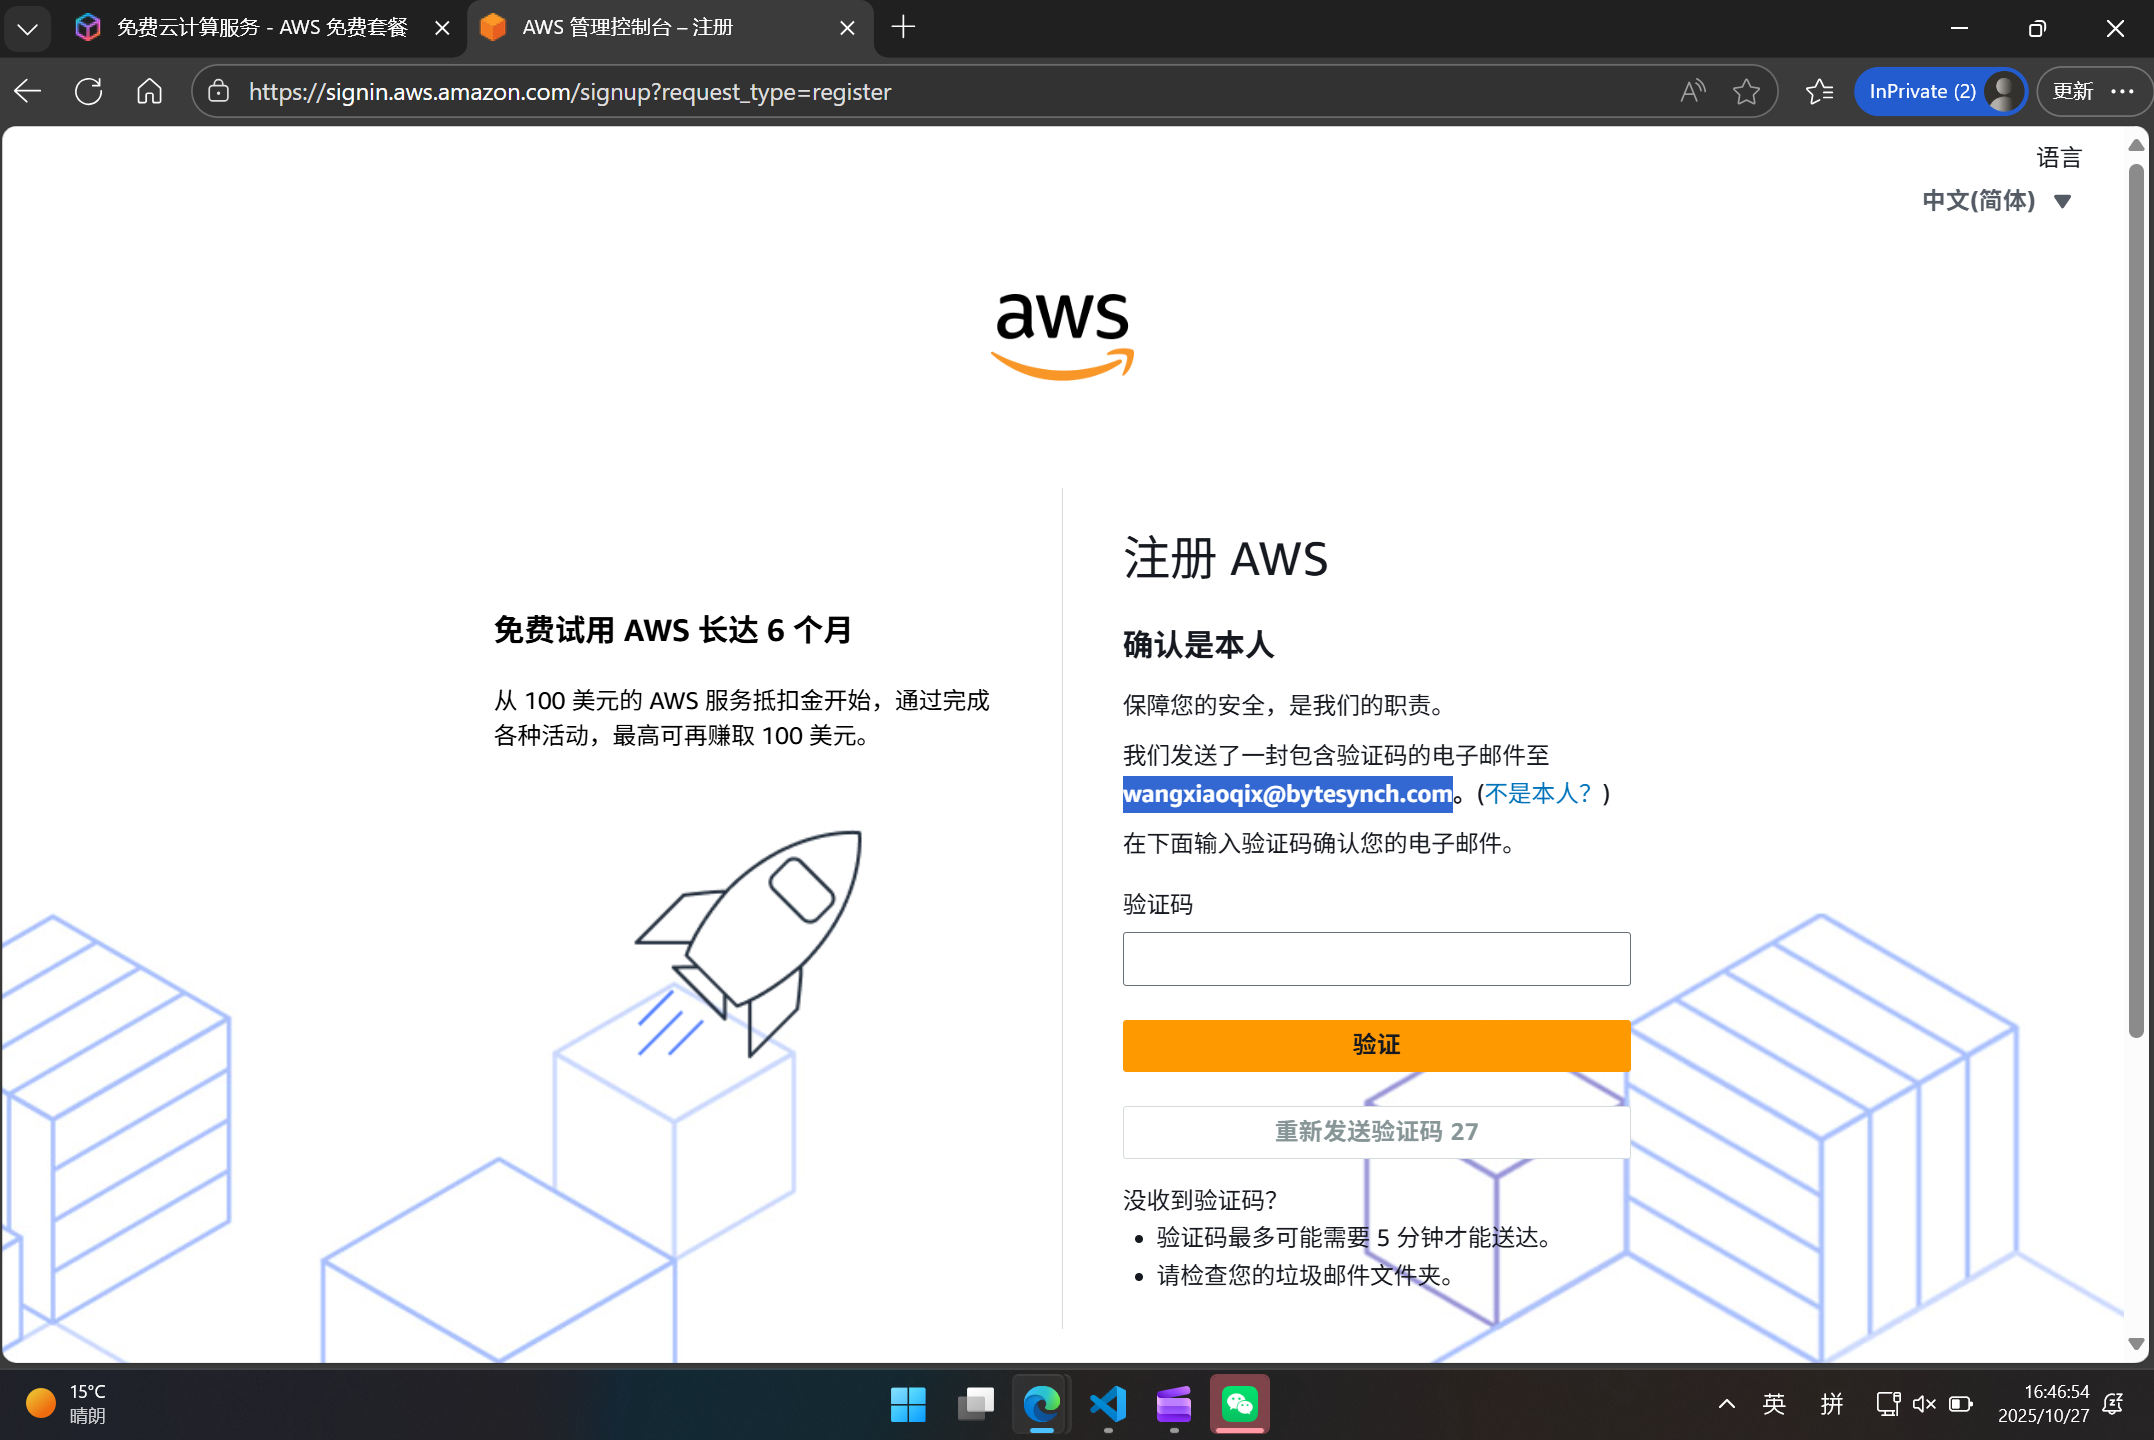 免费云计算服务 - AWS 免费套餐
AWS 管理控制台 – 注册
https://signin.aws.amazon.com/signup?request_type=register
InPrivate (2)
更新
语言
中文(简体)
aws
免费试用 AWS 长达 6 个月
从 100 美元的 AWS 服务抵扣金开始，通过完成
各种活动，最高可再赚取 100 美元。
注册 AWS
确认是本人
保障您的安全，是我们的职责。
我们发送了一封包含验证码的电子邮件至
wangxiaoqix@bytesynch.com。(不是本人？)
在下面输入验证码确认您的电子邮件。
验证码
验证
重新发送验证码 27
没收到验证码？
• 验证码最多可能需要 5 分钟才能送达。
• 请检查您的垃圾邮件文件夹。
15°C
晴朗
英
拼
16:46:54
2025/10/27